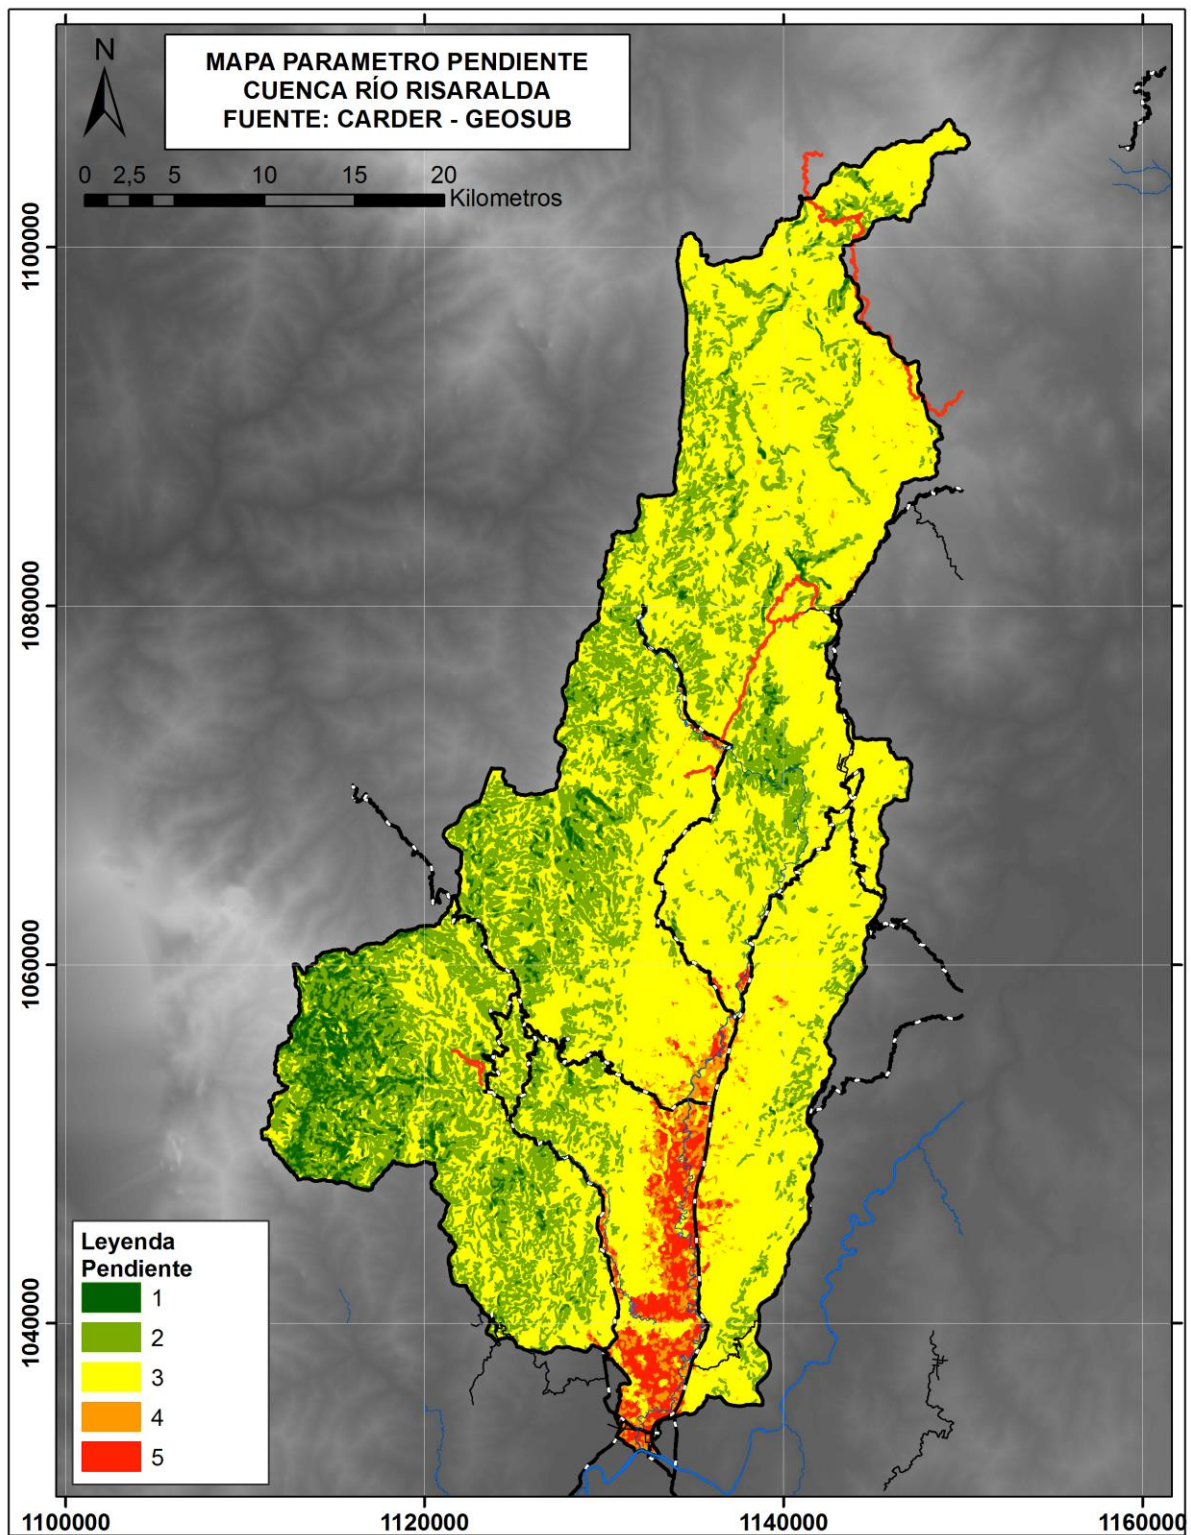 MAPA PARAMETRO PENDIENTE
CUENCA RÍO RISARALDA
FUENTE: CARDER - GEOSUB
N
0 2,5 5 10 15 20
Kilometros
1100000
1080000
1060000
1040000
Leyenda
Pendiente
1
2
3
4
5
1100000 1120000 1140000 1160000